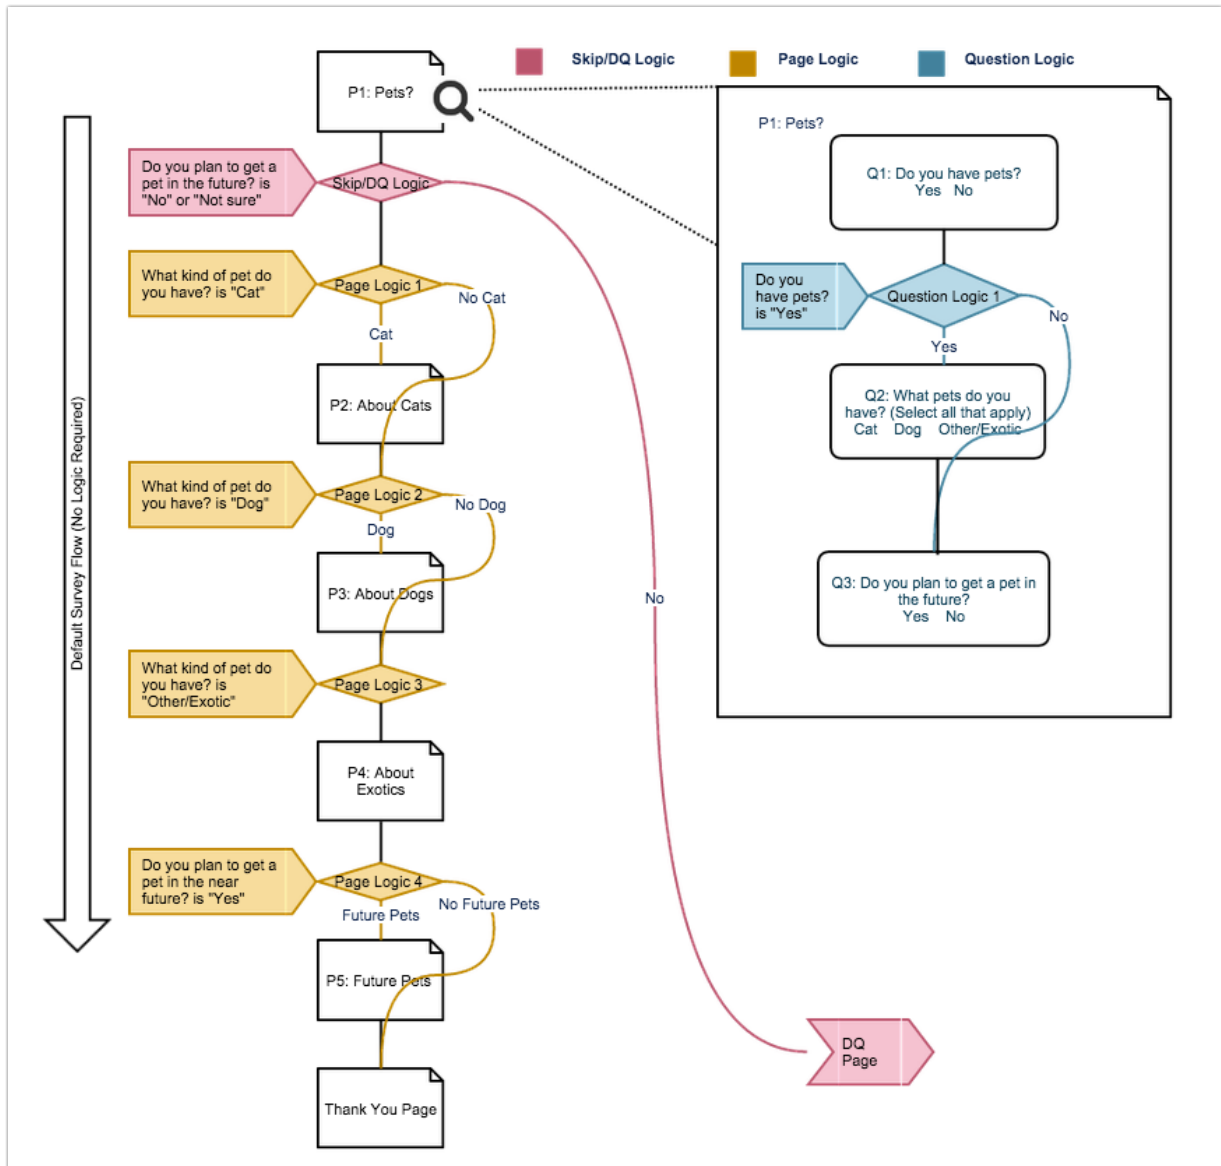 Skip/DQ Logic
Page Logic
Question Logic
P1: Pets?
Do you plan to get a
pet in the future? is
"No" or "Not sure"
Skip/DQ Logic
What kind of pet do
you have? is "Cat"
Page Logic 1
No Cat
Cat
P2: About Cats
What kind of pet do
you have? is "Dog"
Page Logic 2
No Dog
Dog
P3: About Dogs
What kind of pet do
you have? is
"Other/Exotic"
Page Logic 3
P4: About
Exotics
Do you plan to get a
pet in the near
future? is "Yes"
Page Logic 4
No Future Pets
Future Pets
P5: Future Pets
Thank You Page
Default Survey Flow (No Logic Required)
No
DQ
Page
P1: Pets?
Q1: Do you have pets?
Yes No
Do you
have pets?
is "Yes"
Question Logic 1
No
Yes
Q2: What pets do you
have? (Select all that apply)
Cat Dog Other/Exotic
Q3: Do you plan to get a pet in
the future?
Yes No